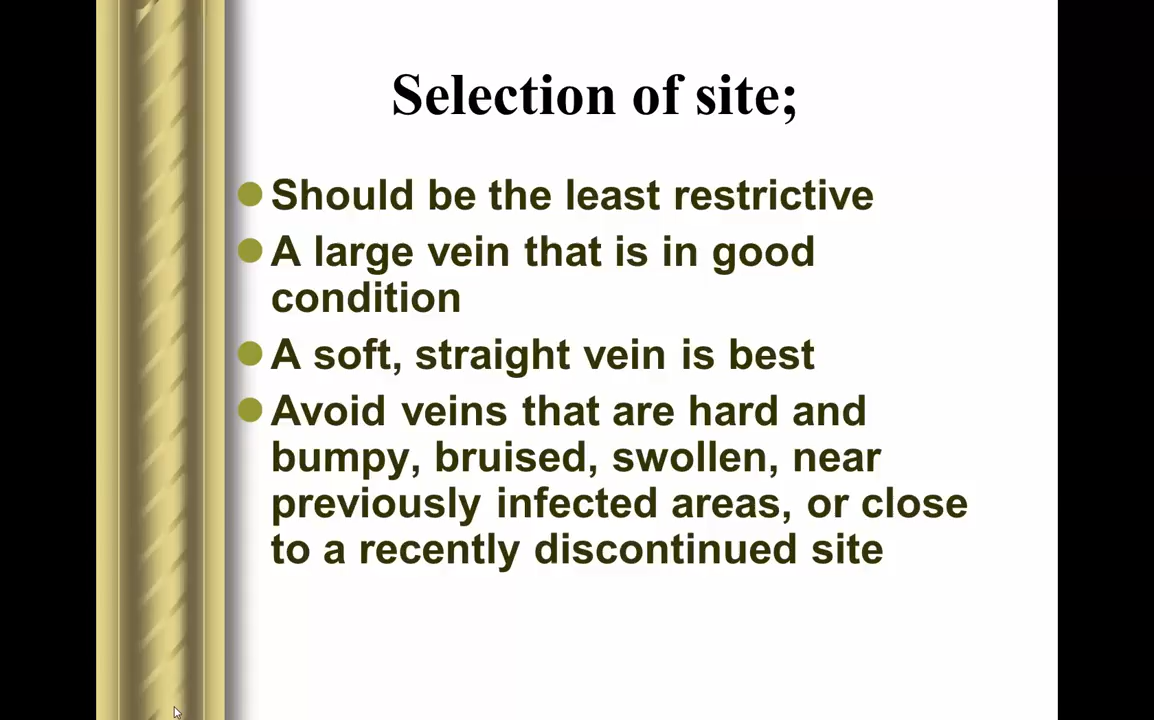 Selection of site;
Should be the least restrictive
A large vein that is in good
condition
A soft, straight vein is best
Avoid veins that are hard and
bumpy, bruised, swollen, near
previously infected areas, or close
to a recently discontinued site